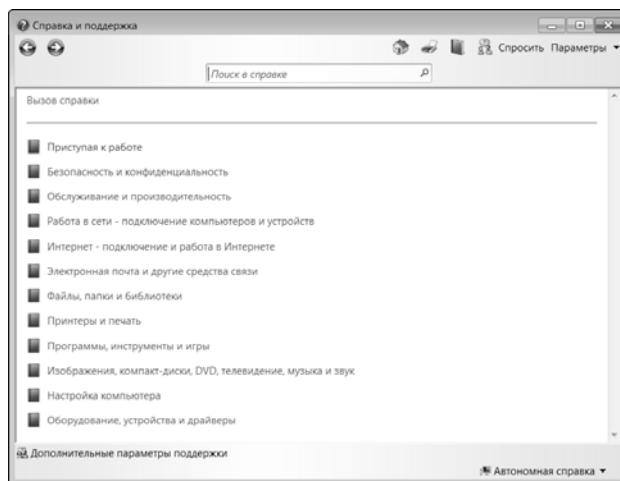 Справка и поддержка
Спросить Параметры
Поиск в справке
Вызов справки
Приступая к работе
Безопасность и конфиденциальность
Обслуживание и производительность
Работа в сети - подключение компьютеров и устройств
Интернет - подключение и работа в Интернете
Электронная почта и другие средства связи
Файлы, папки и библиотеки
Принтеры и печать
Программы, инструменты и игры
Изображения, компакт-диски, DVD, телевидение, музыка и звук
Настройка компьютера
Оборудование, устройства и драйверы
Дополнительные параметры поддержки
Автономная справка